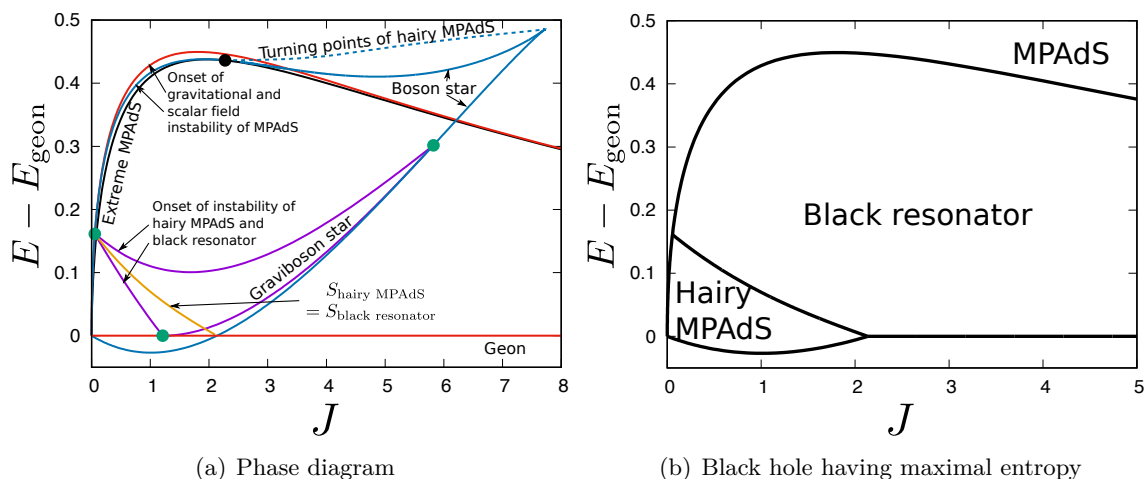 0.5
0.4
0.3
0.2
0.1
0
E − E_geon
0 1 2 3 4 5 6 7 8
J
Turning points of hairy MPAdS
Onset of
gravitational and
scalar field
instability of MPAdS
Boson star
Extreme MPAdS
Onset of instability of
hairy MPAdS and
black resonator
Graviboson star
S_hairy MPAdS
= S_black resonator
Geon
(a) Phase diagram
0.5
0.4
0.3
0.2
0.1
0
E − E_geon
0 1 2 3 4 5
J
MPAdS
Black resonator
Hairy
MPAdS
(b) Black hole having maximal entropy